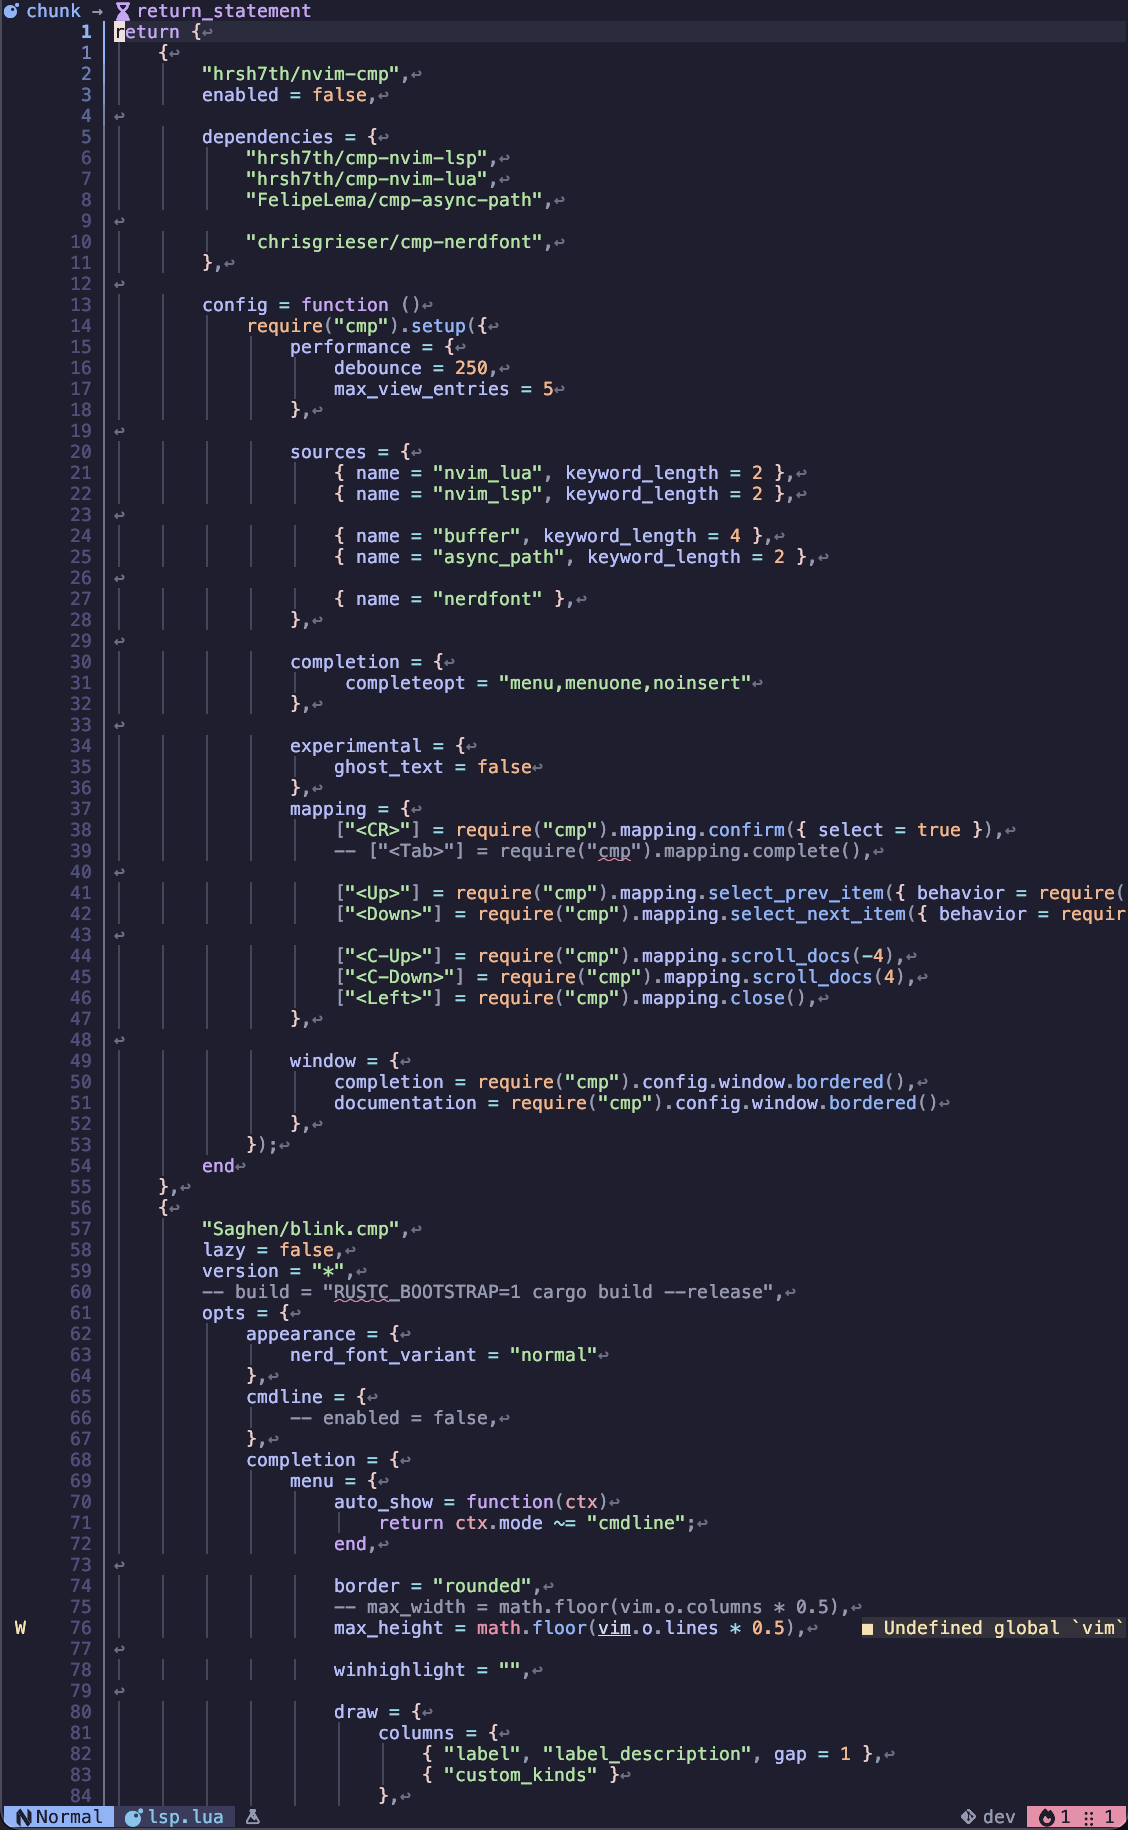 chunk → return_statement
1 return {↩
1 {↩
2 "hrsh7th/nvim-cmp",↩
3 enabled = false,↩
4 ↩
5 dependencies = {↩
6 "hrsh7th/cmp-nvim-lsp",↩
7 "hrsh7th/cmp-nvim-lua",↩
8 "FelipeLema/cmp-async-path",↩
9 ↩
10 "chrisgrieser/cmp-nerdfont",↩
11 },↩
12 ↩
13 config = function ()↩
14 require("cmp").setup({↩
15 performance = {↩
16 debounce = 250,↩
17 max_view_entries = 5↩
18 },↩
19 ↩
20 sources = {↩
21 { name = "nvim_lua", keyword_length = 2 },↩
22 { name = "nvim_lsp", keyword_length = 2 },↩
23 ↩
24 { name = "buffer", keyword_length = 4 },↩
25 { name = "async_path", keyword_length = 2 },↩
26 ↩
27 { name = "nerdfont" },↩
28 },↩
29 ↩
30 completion = {↩
31 completeopt = "menu,menuone,noinsert"↩
32 },↩
33 ↩
34 experimental = {↩
35 ghost_text = false↩
36 },↩
37 mapping = {↩
38 ["<CR>"] = require("cmp").mapping.confirm({ select = true }),↩
39 -- ["<Tab>"] = require("cmp").mapping.complete(),↩
40 ↩
41 ["<Up>"] = require("cmp").mapping.select_prev_item({ behavior = require(
42 ["<Down>"] = require("cmp").mapping.select_next_item({ behavior = requir
43 ↩
44 ["<C-Up>"] = require("cmp").mapping.scroll_docs(-4),↩
45 ["<C-Down>"] = require("cmp").mapping.scroll_docs(4),↩
46 ["<Left>"] = require("cmp").mapping.close(),↩
47 },↩
48 ↩
49 window = {↩
50 completion = require("cmp").config.window.bordered(),↩
51 documentation = require("cmp").config.window.bordered()↩
52 },↩
53 });↩
54 end↩
55 },↩
56 {↩
57 "Saghen/blink.cmp",↩
58 lazy = false,↩
59 version = "*",↩
60 -- build = "RUSTC_BOOTSTRAP=1 cargo build --release",↩
61 opts = {↩
62 appearance = {↩
63 nerd_font_variant = "normal"↩
64 },↩
65 cmdline = {↩
66 -- enabled = false,↩
67 },↩
68 completion = {↩
69 menu = {↩
70 auto_show = function(ctx)↩
71 return ctx.mode ~= "cmdline";↩
72 end,↩
73 ↩
74 border = "rounded",↩
75 -- max_width = math.floor(vim.o.columns * 0.5),↩
W 76 max_height = math.floor(vim.o.lines * 0.5),↩ ■ Undefined global `vim`
77 ↩
78 winhighlight = "",↩
79 ↩
80 draw = {↩
81 columns = {↩
82 { "label", "label_description", gap = 1 },↩
83 { "custom_kinds" }↩
84 },↩
Normal lsp.lua dev 1 1